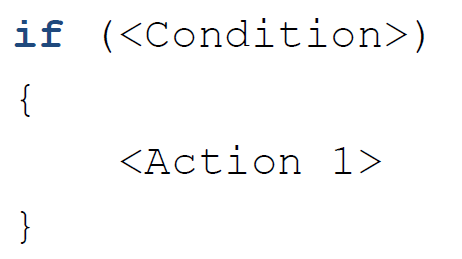 if (<Condition>)
{
    <Action 1>
}